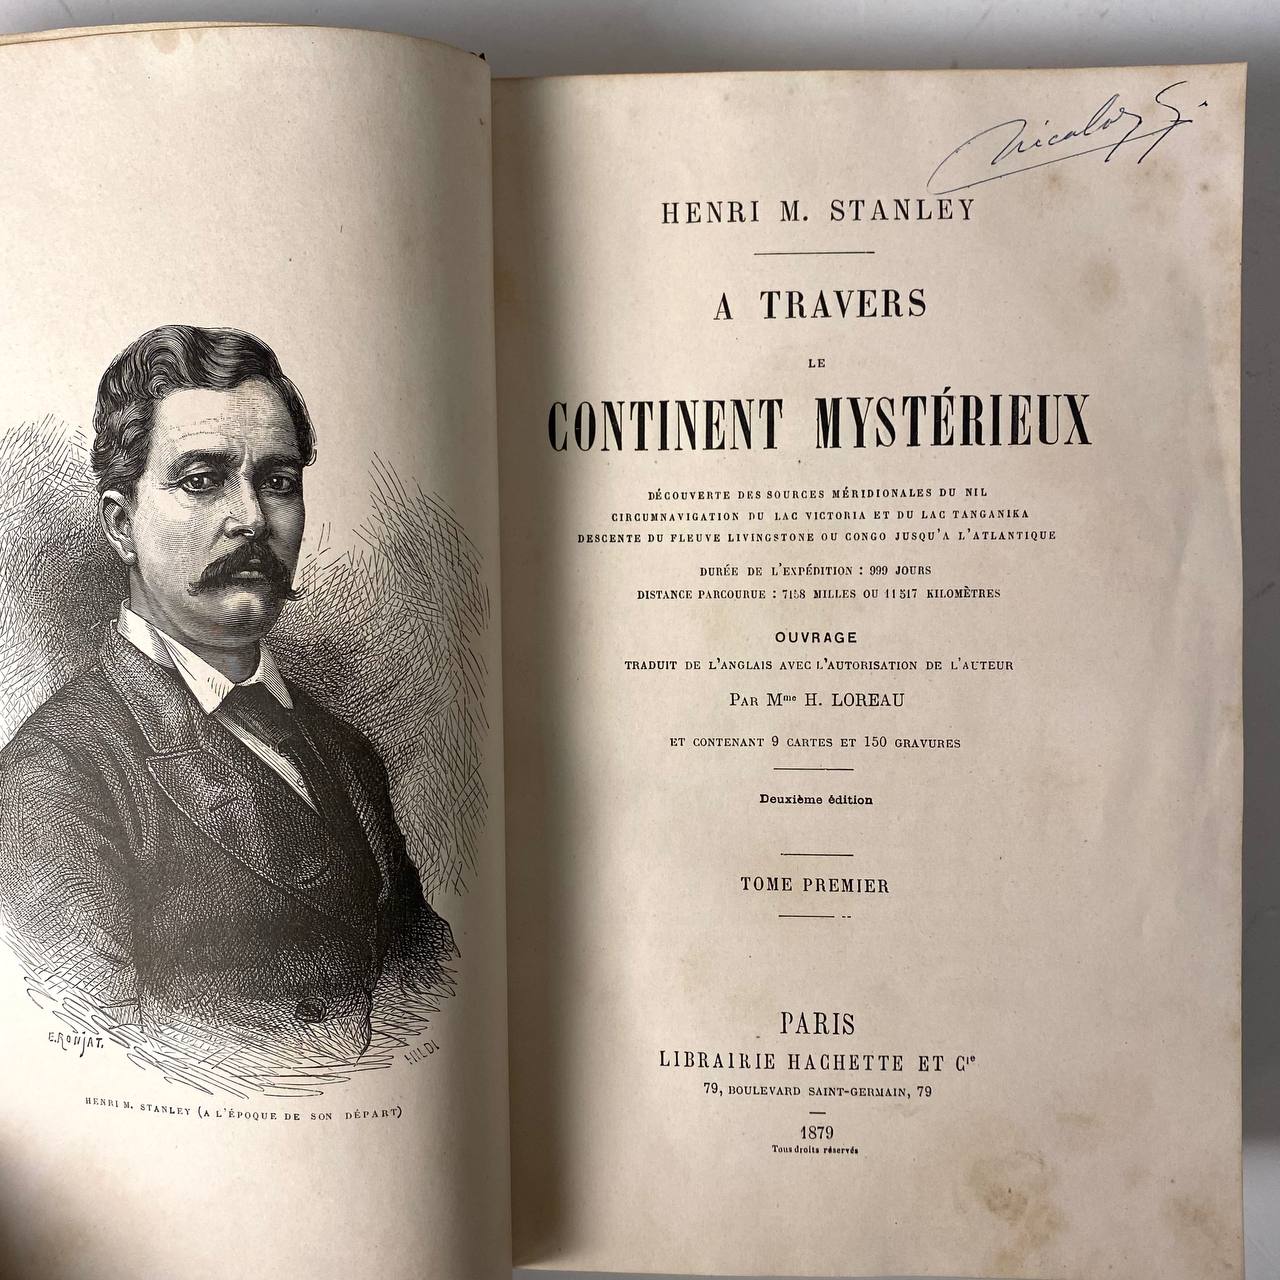 E. RONJAT.
HILDI
HENRI M. STANLEY (A L'ÉPOQUE DE SON DÉPART)
Nicolas G.
HENRI M. STANLEY
A TRAVERS
LE
CONTINENT MYSTÉRIEUX
DÉCOUVERTE DES SOURCES MÉRIDIONALES DU NIL
CIRCUMNAVIGATION DU LAC VICTORIA ET DU LAC TANGANIKA
DESCENTE DU FLEUVE LIVINGSTONE OU CONGO JUSQU'A L'ATLANTIQUE
DURÉE DE L'EXPÉDITION : 999 JOURS
DISTANCE PARCOURUE : 7158 MILLES OU 11517 KILOMÈTRES
OUVRAGE
TRADUIT DE L'ANGLAIS AVEC L'AUTORISATION DE L'AUTEUR
PAR Mme H. LOREAU
ET CONTENANT 9 CARTES ET 150 GRAVURES
Deuxième édition
TOME PREMIER
PARIS
LIBRAIRIE HACHETTE ET Cie
79, BOULEVARD SAINT-GERMAIN, 79
1879
Tous droits réservés